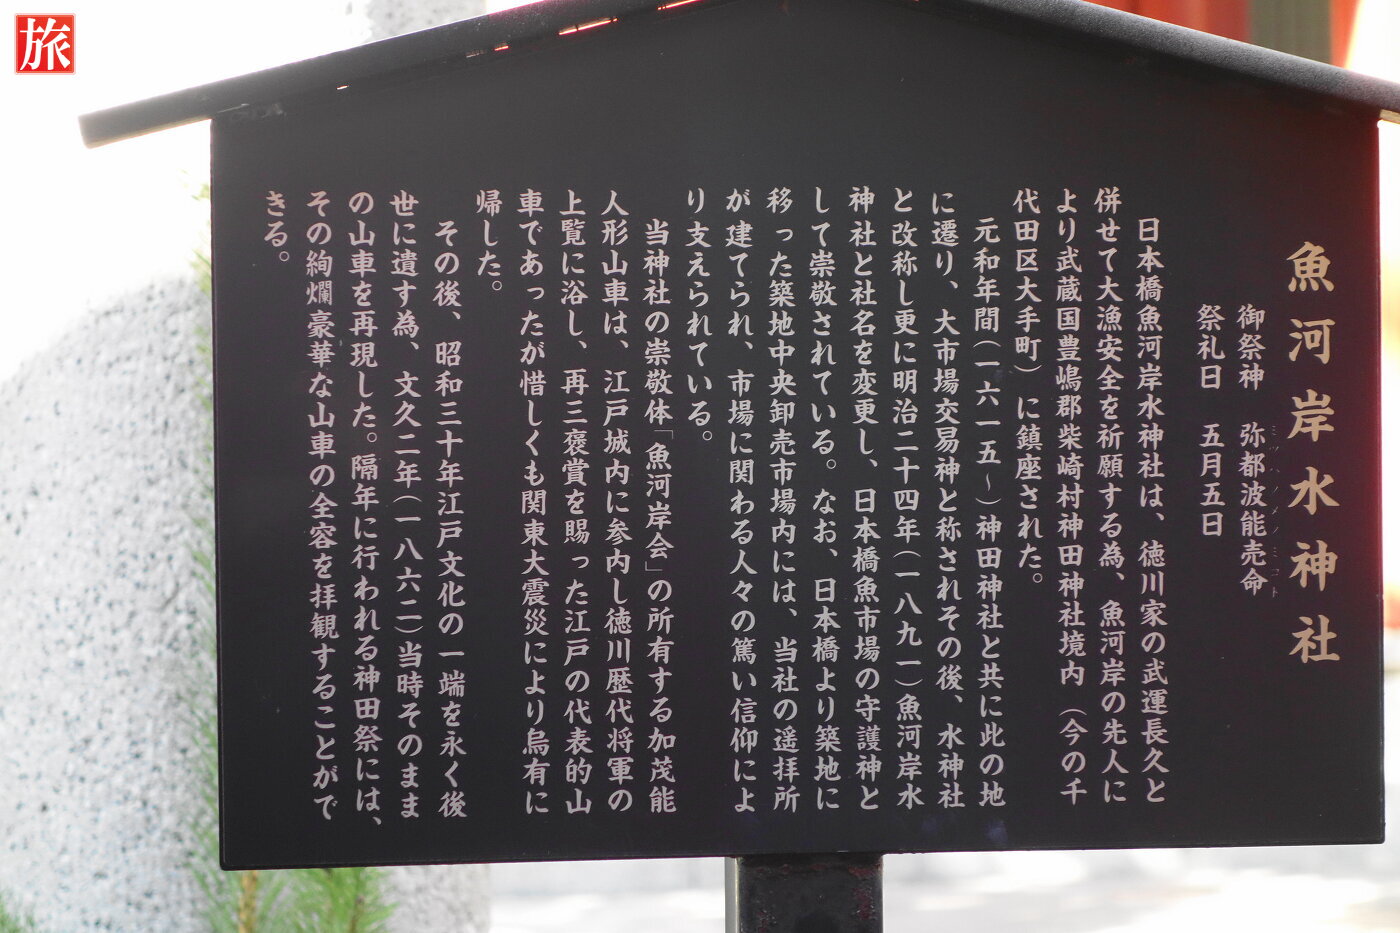 旅
魚河岸水神社
御祭神 弥都波能売命
ミツハノメノミコト
祭礼日 五月五日
日本橋魚河岸水神社は、徳川家の武運長久と
併せて大漁安全を祈願する為、魚河岸の先人に
より武蔵国豊嶋郡柴崎村神田神社境内（今の千
代田区大手町）に鎮座された。
元和年間（一六一五～）神田神社と共に此の地
に遷り、大市場交易神と称されその後、水神社
と改称し更に明治二十四年（一八九一）魚河岸水
神社と社名を変更し、日本橋魚市場の守護神と
して崇敬されている。なお、日本橋より築地に
移った築地中央卸売市場内には、当社の遥拝所
が建てられ、市場に関わる人々の篤い信仰によ
り支えられている。
当神社の崇敬体「魚河岸会」の所有する加茂能
人形山車は、江戸城内に参内し徳川歴代将軍の
上覧に浴し、再三褒賞を賜った江戸の代表的山
車であったが惜しくも関東大震災により烏有に
帰した。
その後、昭和三十年江戸文化の一端を永く後
世に遺す為、文久二年（一八六二）当時そのまま
の山車を再現した。隔年に行われる神田祭には、
その絢爛豪華な山車の全容を拝観することがで
きる。